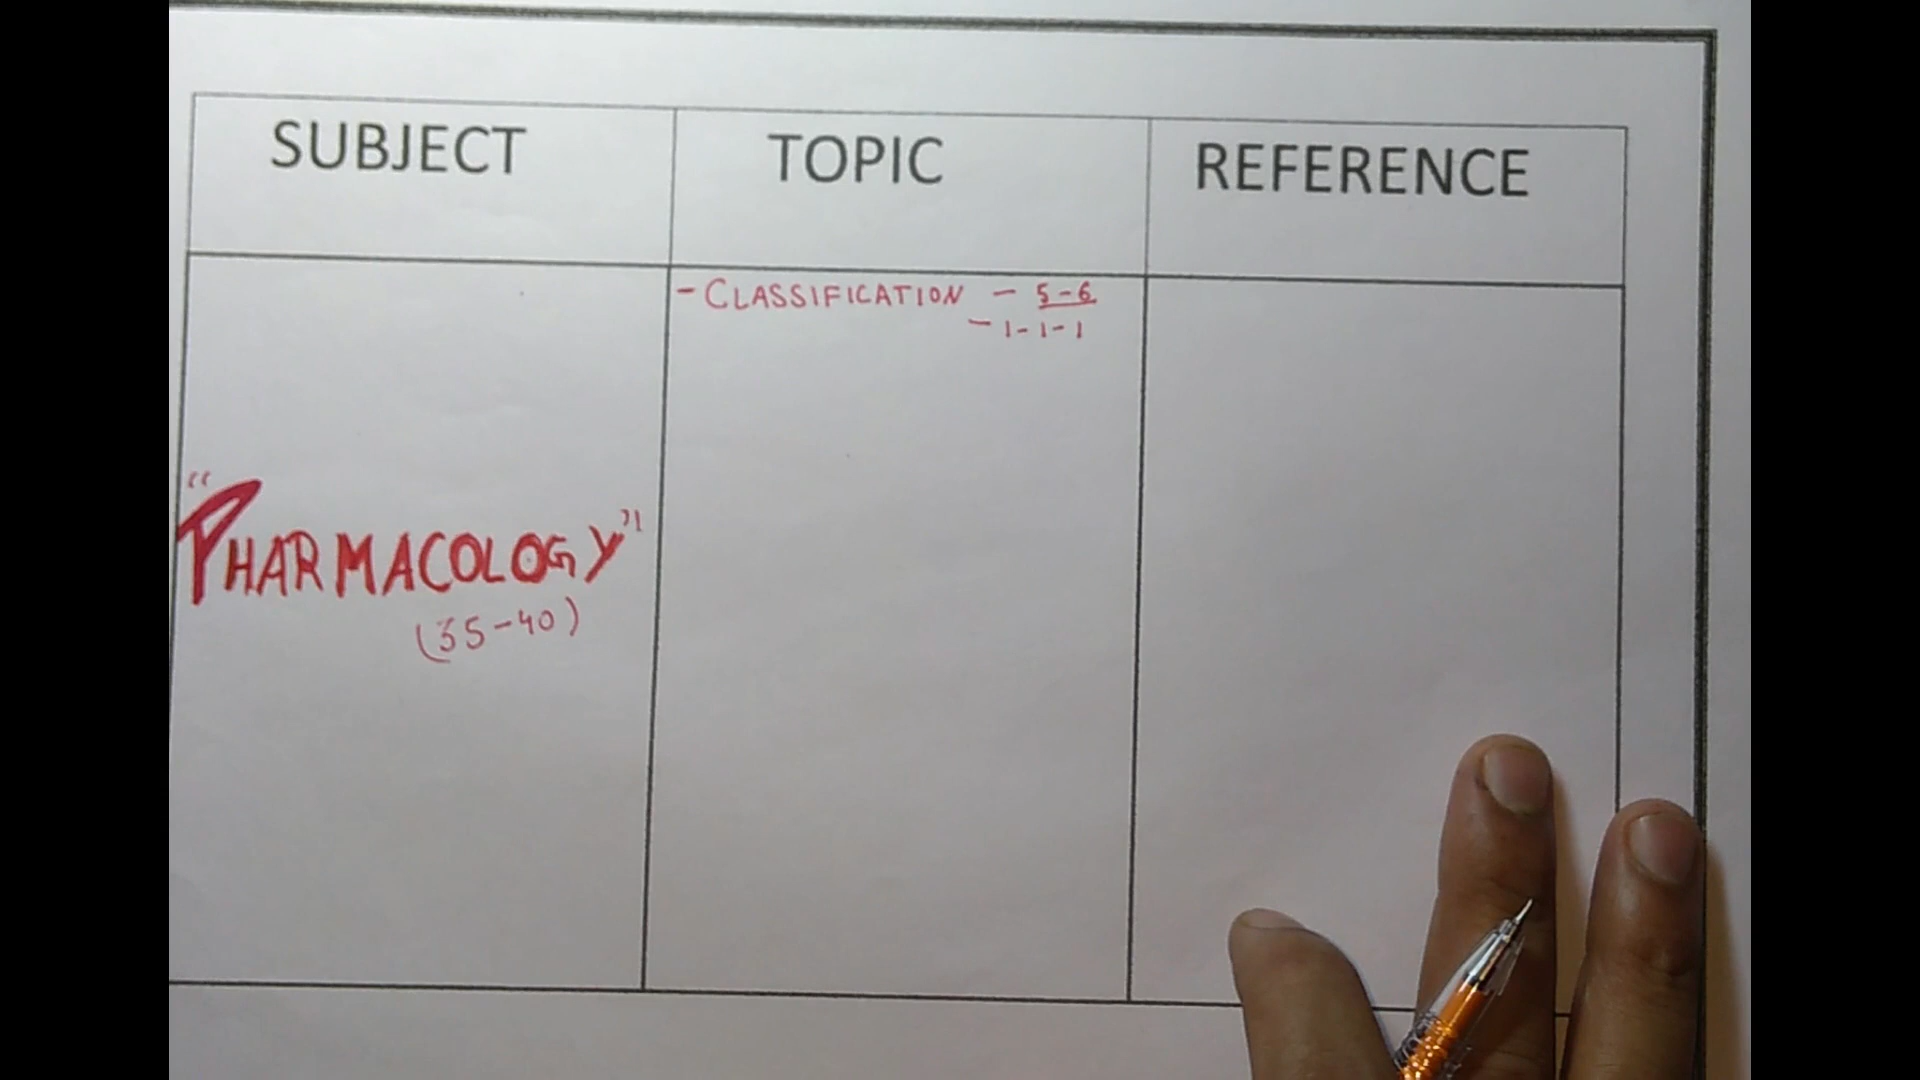 SUBJECT TOPIC REFERENCE
- CLASSIFICATION - 5-6
- 1-1-1
"PHARMACOLOGY"
(35-40)